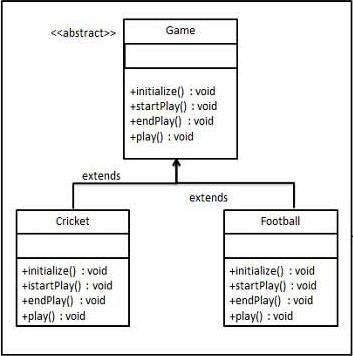 <<abstract>>
Game
+initialize() : void
+startPlay() : void
+endPlay() : void
+play() : void
extends
extends
Cricket
+initialize() : void
+istartPlay() : void
+endPlay() : void
+play() : void
Football
+initialize() : void
+startPlay() : void
+endPlay() : void
+play() : void